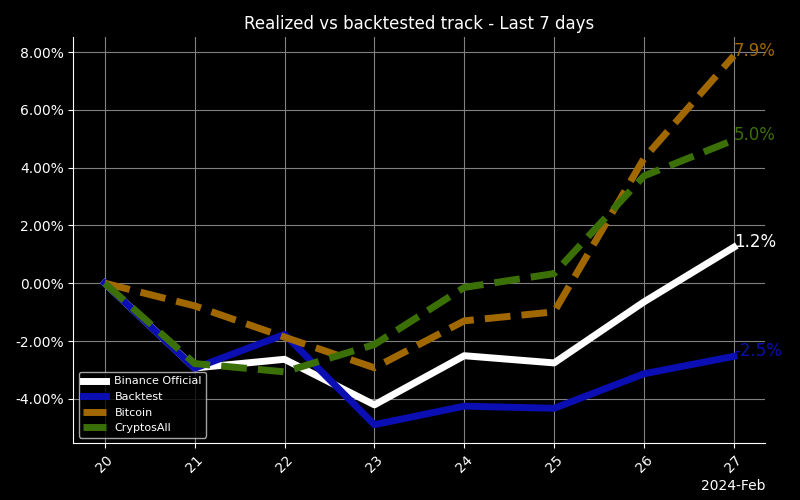 Realized vs backtested track - Last 7 days
8.00%
6.00%
4.00%
2.00%
0.00%
-2.00%
-4.00%
7.9%
5.0%
1.2%
-2.5%
Binance Official
Backtest
Bitcoin
CryptosAll
20 21 22 23 24 25 26 27
2024-Feb